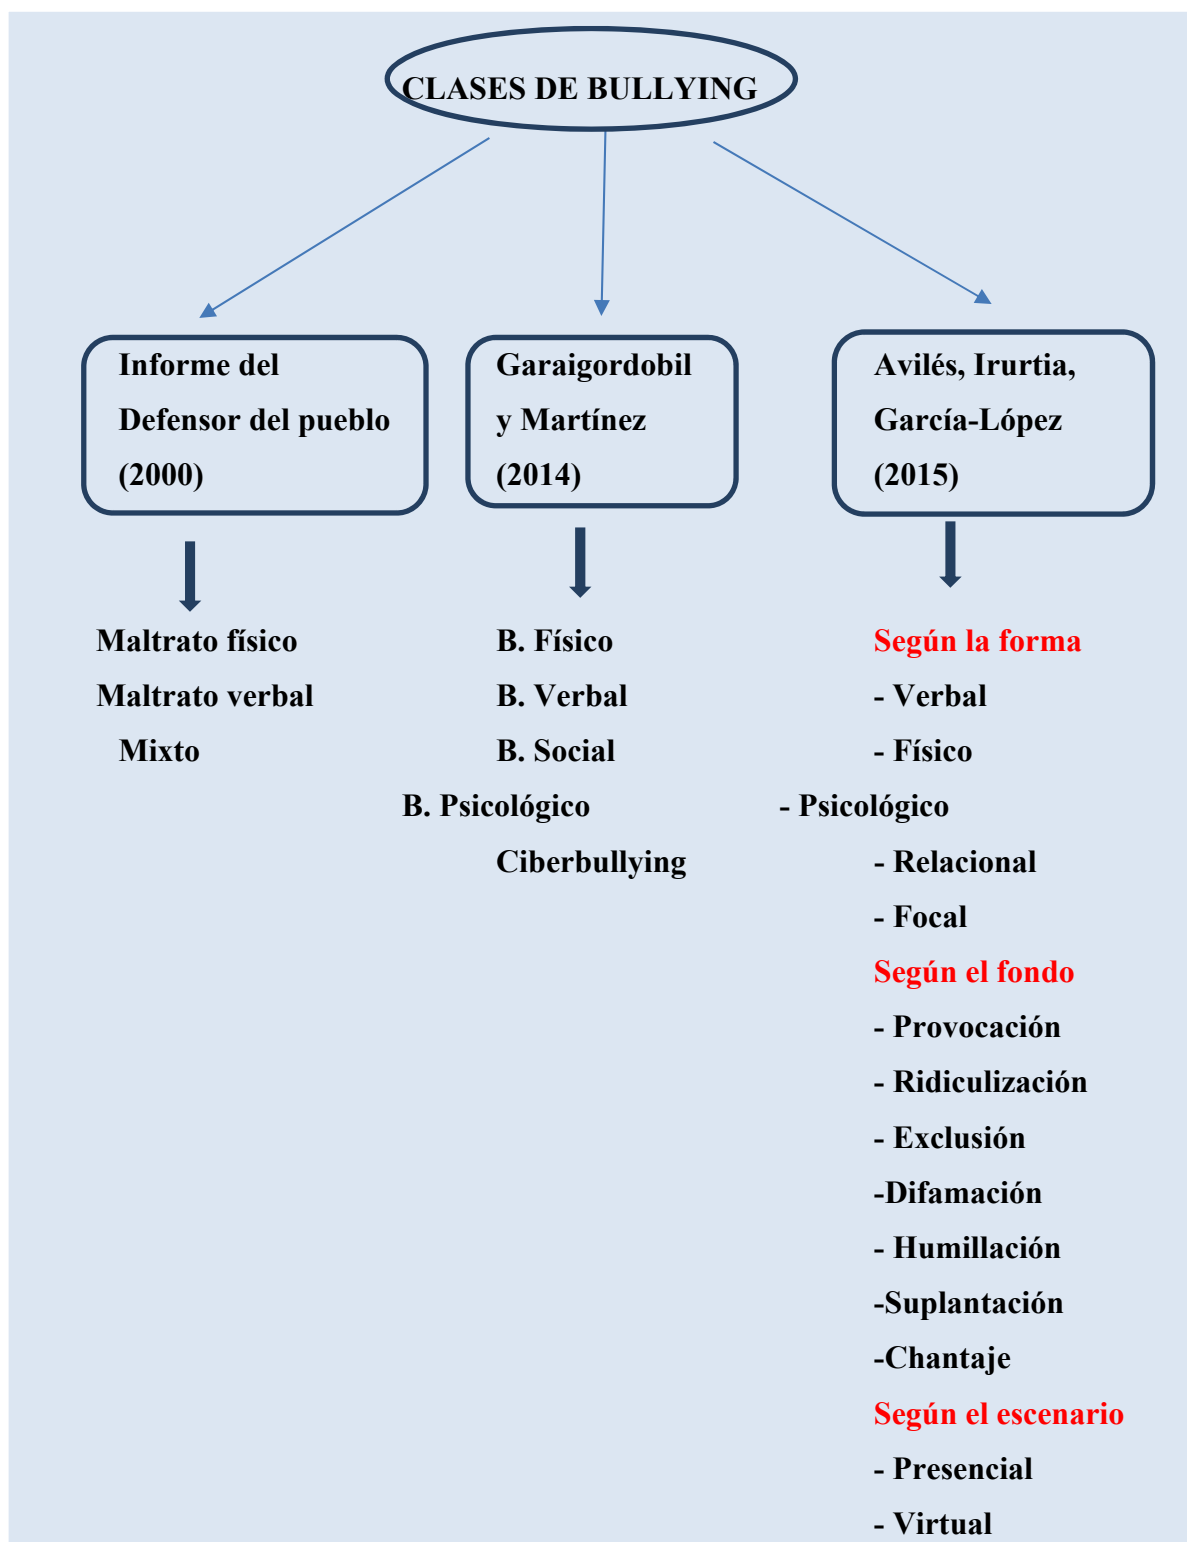 CLASES DE BULLYING
Informe del
Defensor del pueblo
(2000)
Maltrato físico
Maltrato verbal
Mixto
Garaigordobil
y Martínez
(2014)
B. Físico
B. Verbal
B. Social
B. Psicológico
Ciberbullying
Avilés, Irurtia,
García-López
(2015)
Según la forma
- Verbal
- Físico
- Psicológico
- Relacional
- Focal
Según el fondo
- Provocación
- Ridiculización
- Exclusión
-Difamación
- Humillación
-Suplantación
-Chantaje
Según el escenario
- Presencial
- Virtual